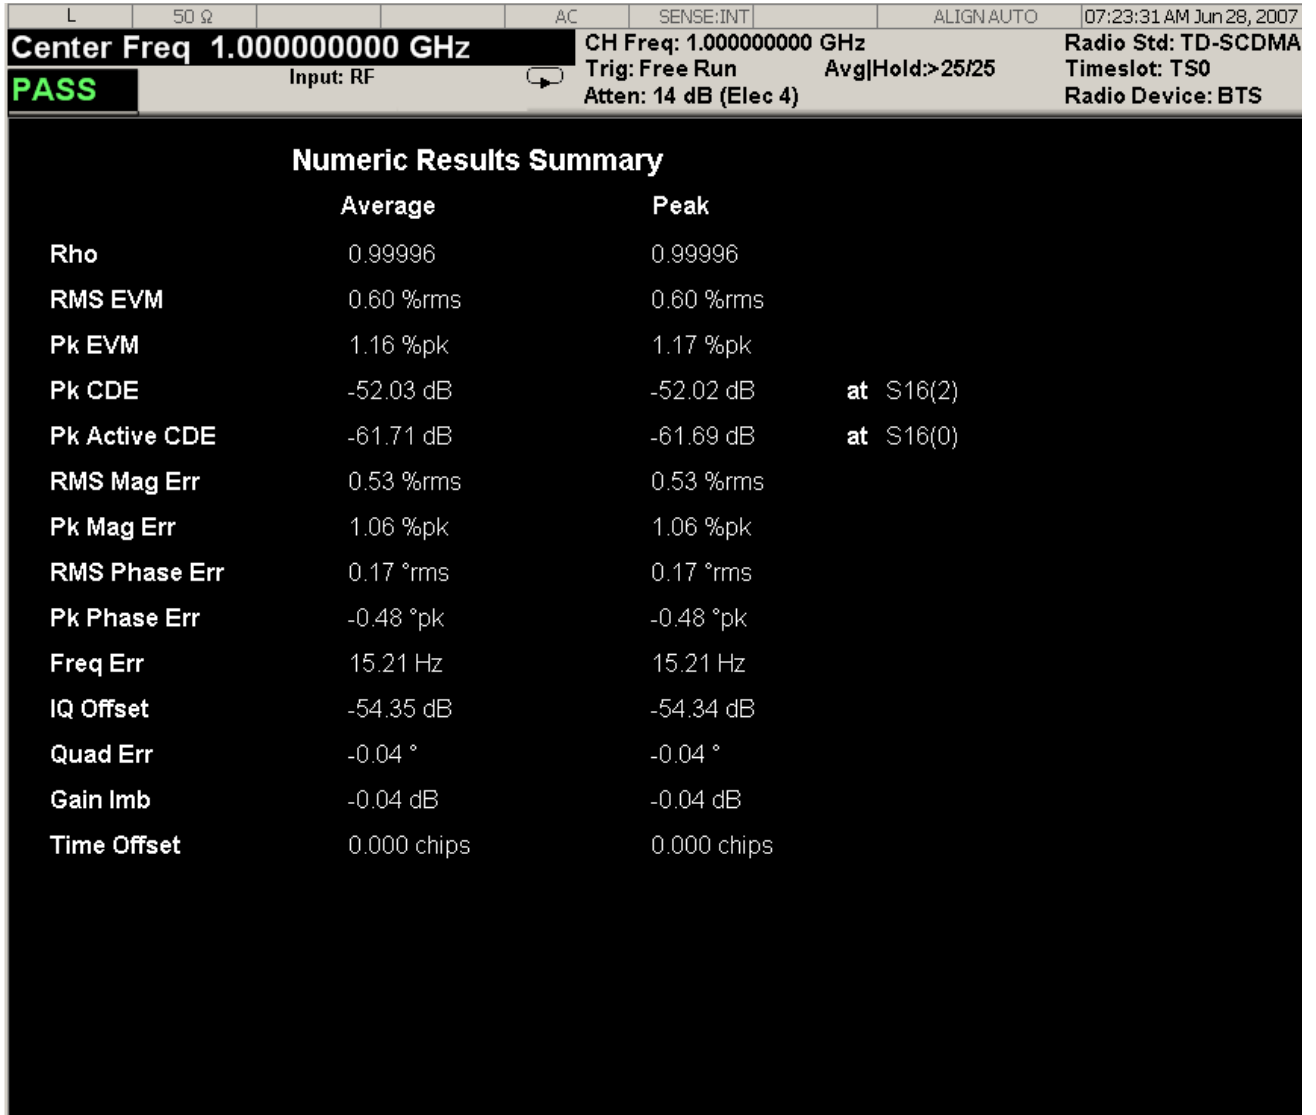 L 50 Ω AC SENSE:INT ALIGN AUTO 07:23:31 AM Jun 28, 2007
Center Freq 1.000000000 GHz CH Freq: 1.000000000 GHz Radio Std: TD-SCDMA
Input: RF Trig: Free Run Avg|Hold:>25/25 Timeslot: TS0
PASS Atten: 14 dB (Elec 4) Radio Device: BTS
Numeric Results Summary
Average Peak
Rho 0.99996 0.99996
RMS EVM 0.60 %rms 0.60 %rms
Pk EVM 1.16 %pk 1.17 %pk
Pk CDE -52.03 dB -52.02 dB at S16(2)
Pk Active CDE -61.71 dB -61.69 dB at S16(0)
RMS Mag Err 0.53 %rms 0.53 %rms
Pk Mag Err 1.06 %pk 1.06 %pk
RMS Phase Err 0.17 °rms 0.17 °rms
Pk Phase Err -0.48 °pk -0.48 °pk
Freq Err 15.21 Hz 15.21 Hz
IQ Offset -54.35 dB -54.34 dB
Quad Err -0.04 ° -0.04 °
Gain Imb -0.04 dB -0.04 dB
Time Offset 0.000 chips 0.000 chips